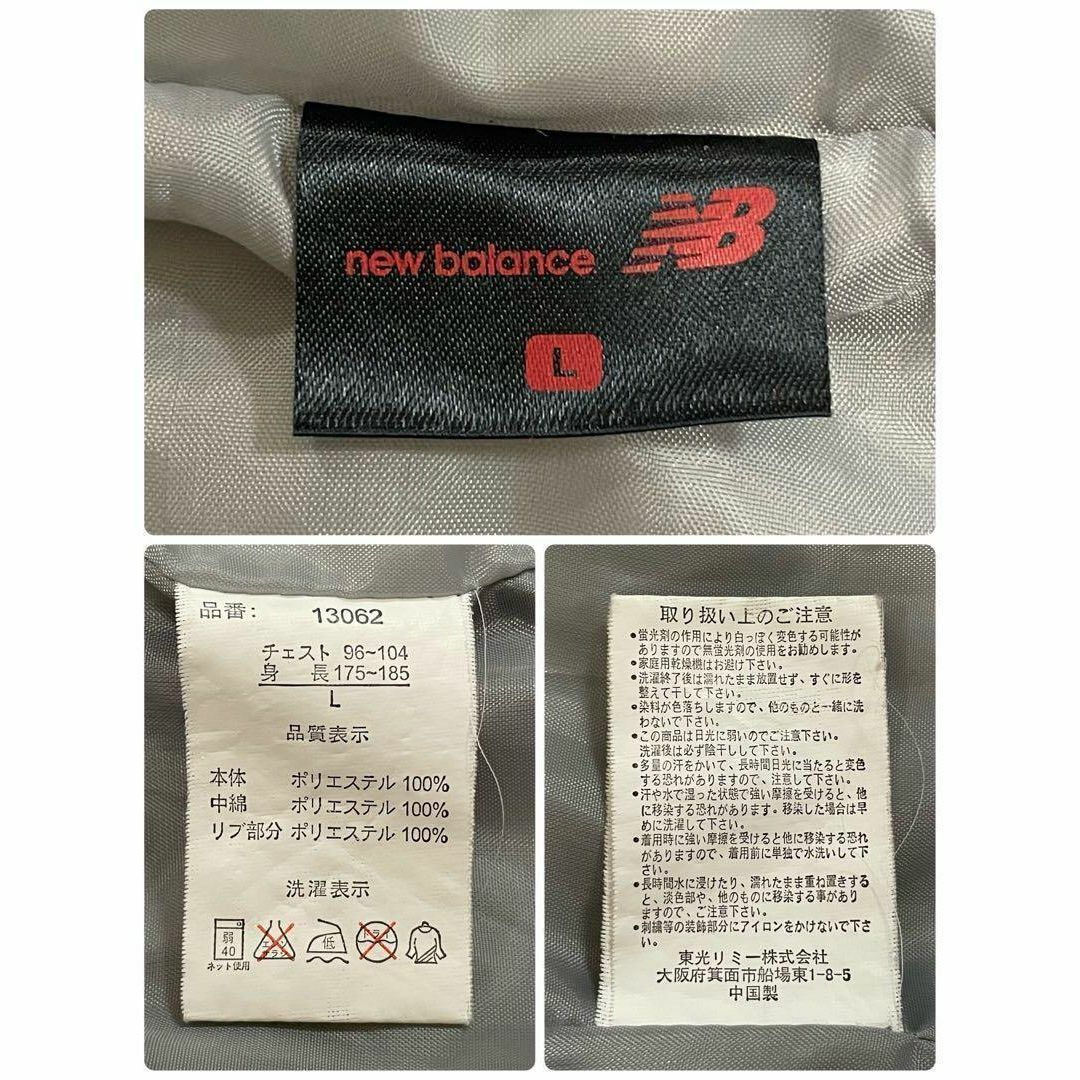 new balance NB
L
品番: 13062
チェスト 96~104
身 長 175~185
L
品質表示
本体 ポリエステル 100%
中綿 ポリエステル 100%
リブ部分 ポリエステル 100%
洗濯表示
弱 40 エンソ サラシ 低 ドライ
ネット使用
取り扱い上のご注意
•蛍光剤の作用により白っぽく変色する可能性が
ありますので無蛍光剤の使用をお勧めします。
•家庭用乾燥機はお避け下さい。
•洗濯終了後は濡れたまま放置せず、すぐに形を
整えて干して下さい。
•染料が色落ちしますので、他のものと一緒に洗
わないで下さい。
•この商品は日光に弱いのでご注意下さい。
洗濯後は必ず陰干しして下さい。
•多量の汗をかいて、長時間日光に当たると変色
する恐れがありますので、注意して下さい。
•汗や水で湿った状態で強い摩擦を受けると、他
に移染する恐れがあります。移染した場合は早
めに洗濯して下さい。
•着用時に強い摩擦を受けると他に移染する恐れ
がありますので、着用前に単独で水洗いして下
さい。
•長時間水に浸けたり、濡れたまま重ね置きする
と、淡色部や、他のものに移染する事があり
ますので、ご注意下さい。
•刺繍等の装飾部分にアイロンをかけないで下さ
い。
東光リミー株式会社
大阪府箕面市船場東1-8-5
中国製